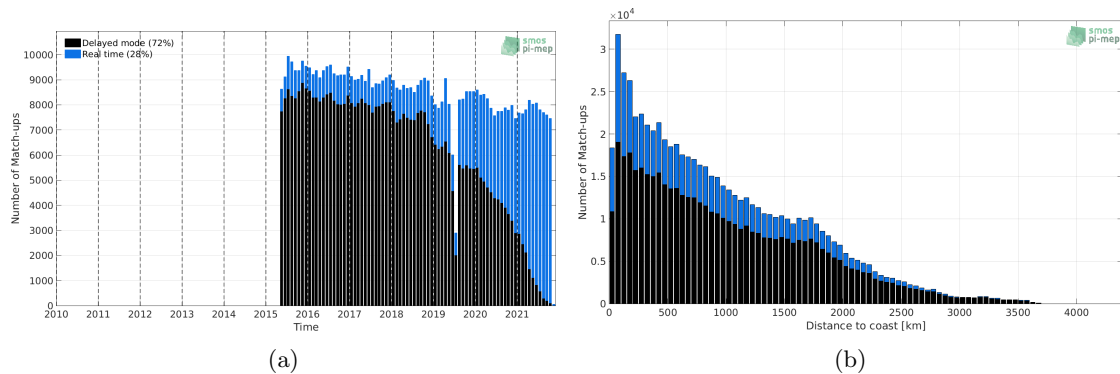 Delayed mode (72%)
Real time (28%)
smos
pi-mep
10000
9000
8000
7000
6000
5000
4000
3000
2000
1000
0
Number of Match-ups
2010 2011 2012 2013 2014 2015 2016 2017 2018 2019 2020 2021
Time
(a)
×10⁴
smos
pi-mep
3
2.5
2
1.5
1
0.5
0
Number of Match-ups
0 500 1000 1500 2000 2500 3000 3500 4000
Distance to coast [km]
(b)